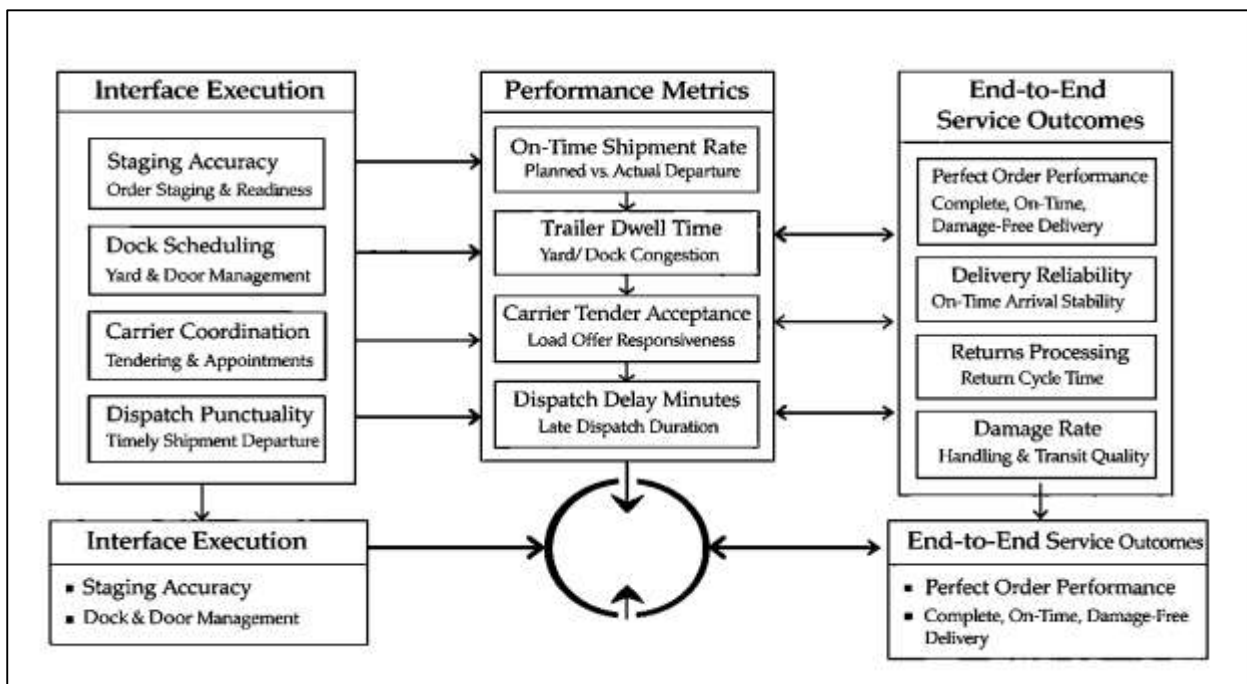 Interface Execution
Staging Accuracy
Order Staging & Readiness
Dock Scheduling
Yard & Door Management
Carrier Coordination
Tendering & Appointments
Dispatch Punctuality
Timely Shipment Departure
Performance Metrics
On-Time Shipment Rate
Planned vs. Actual Departure
Trailer Dwell Time
Yard/ Dock Congestion
Carrier Tender Acceptance
Load Offer Responsiveness
Dispatch Delay Minutes
Late Dispatch Duration
End-to-End
Service Outcomes
Perfect Order Performance
Complete, On-Time,
Damage-Free Delivery
Delivery Reliability
On-Time Arrival Stability
Returns Processing
Return Cycle Time
Damage Rate
Handling & Transit Quality
Interface Execution
▪ Staging Accuracy
▪ Dock & Door Management
End-to-End Service Outcomes
▪ Perfect Order Performance
▪ Complete, On-Time, Damage-Free
Delivery